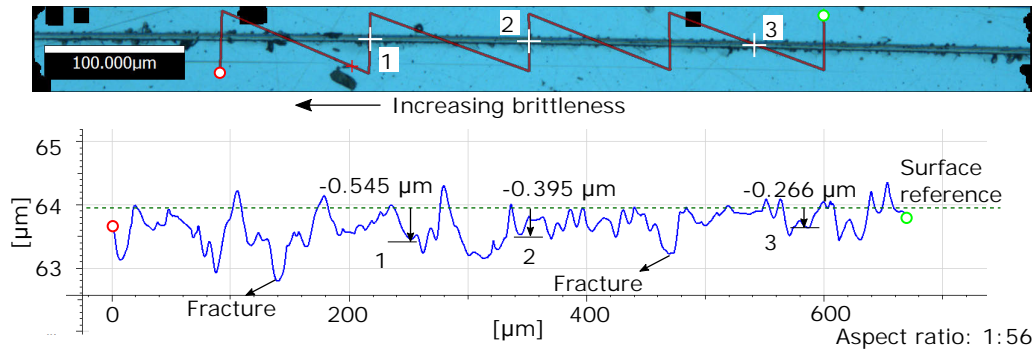 2
3
1
100.000µm
Increasing brittleness
65
64
63
[µm]
-0.545 µm
-0.395 µm
-0.266 µm
Surface
reference
1
2
3
Fracture
Fracture
0
200
400
600
[µm]
...
Aspect ratio: 1:56